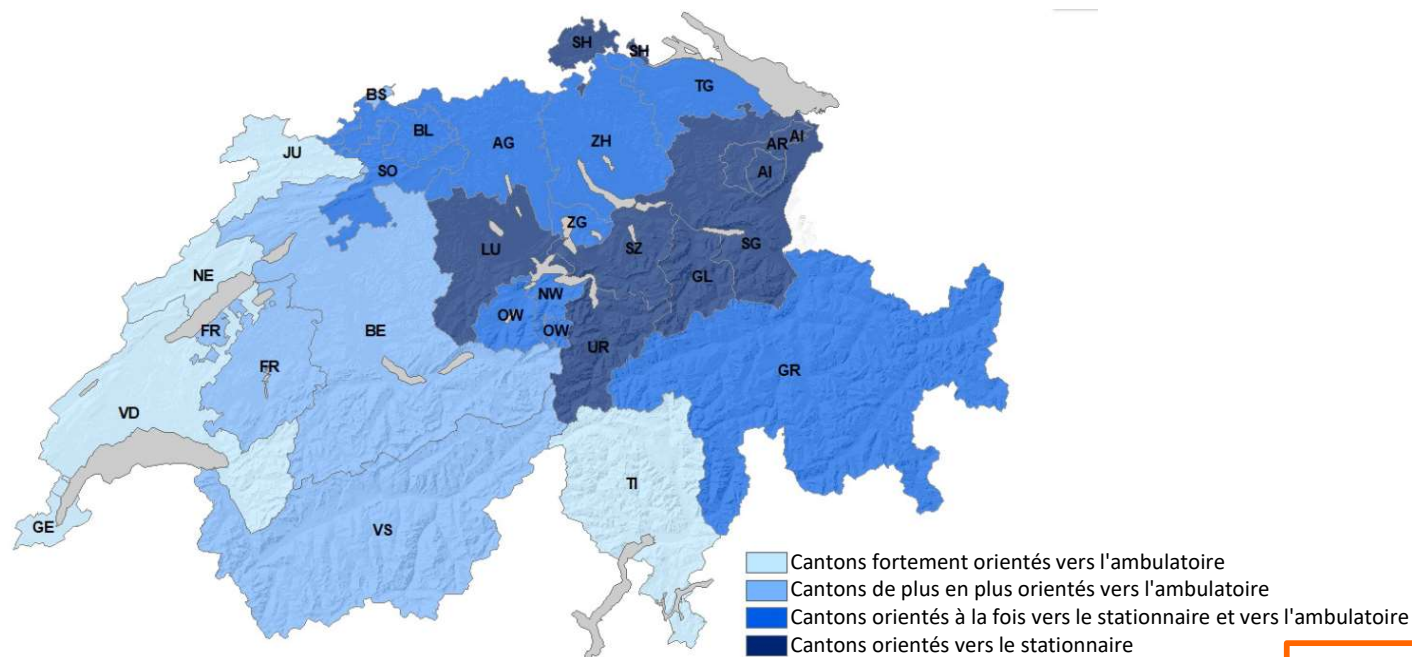 SH
SH
TG
BS
BL
AG
ZH
AR
AI
AI
JU
SO
ZG
LU
SZ
SG
NE
GL
NW
OW
OW
FR
BE
UR
FR
GR
VD
TI
GE
VS
Cantons fortement orientés vers l'ambulatoire
Cantons de plus en plus orientés vers l'ambulatoire
Cantons orientés à la fois vers le stationnaire et vers l'ambulatoire
Cantons orientés vers le stationnaire